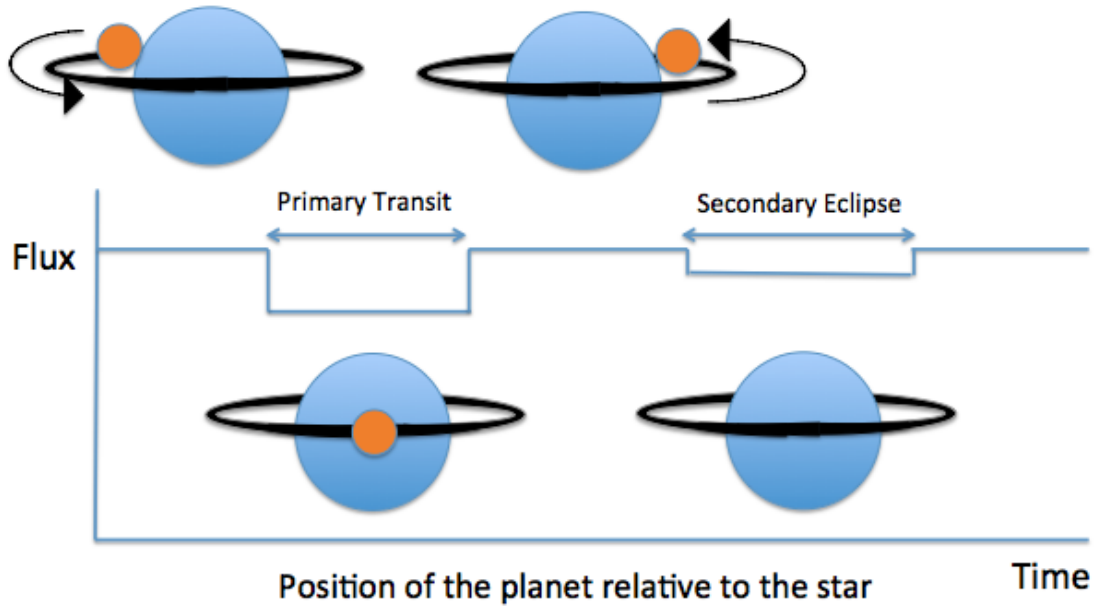 Primary Transit
Secondary Eclipse
Flux
Time
Position of the planet relative to the star